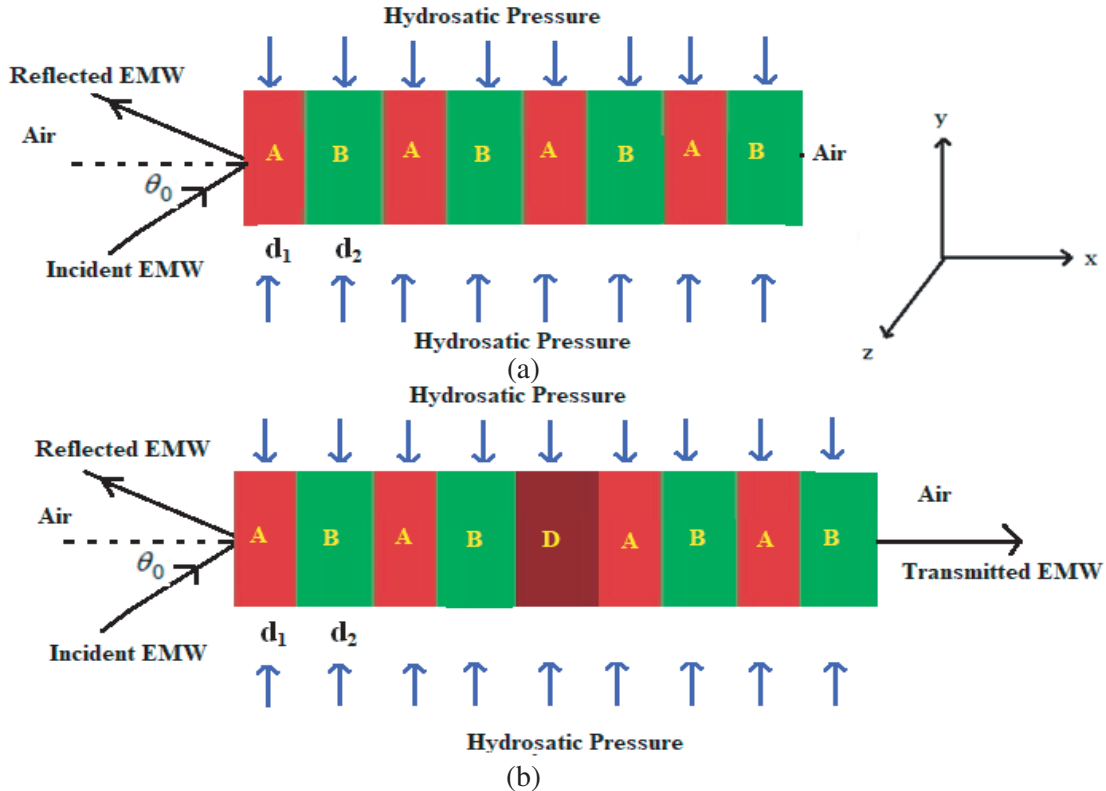 Hydrosatic Pressure
Reflected EMW
Air
θ0
Incident EMW
A B A B A B A B
Air
d1 d2
Hydrosatic Pressure
y
x
z
(a)
Hydrosatic Pressure
Reflected EMW
Air
θ0
Incident EMW
A B A B D A B A B
Air
Transmitted EMW
d1 d2
Hydrosatic Pressure
(b)